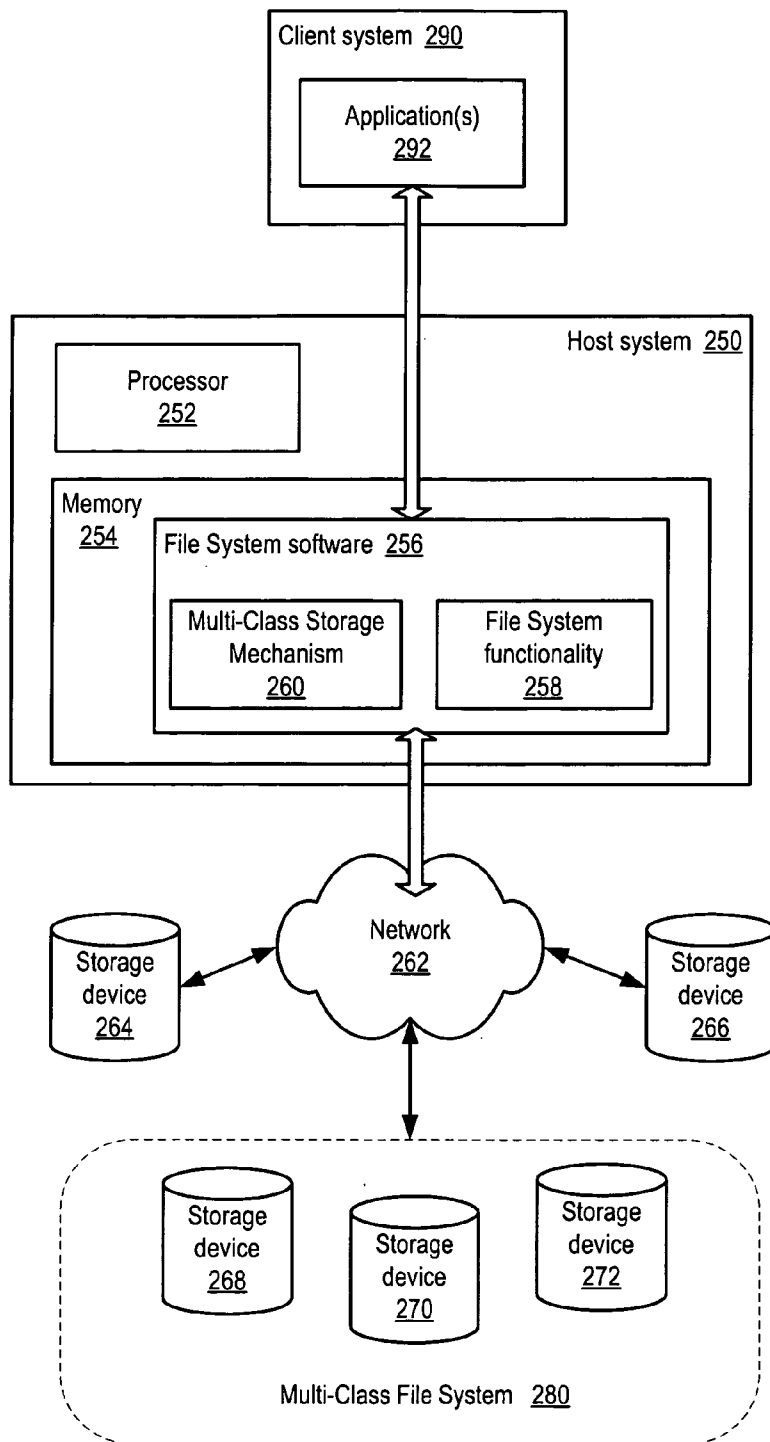 Client system 290
Application(s)
292
Host system 250
Processor
252
Memory
254
File System software 256
Multi-Class Storage
Mechanism
260
File System
functionality
258
Network
262
Storage
device
264
Storage
device
266
Storage
device
268
Storage
device
270
Storage
device
272
Multi-Class File System 280